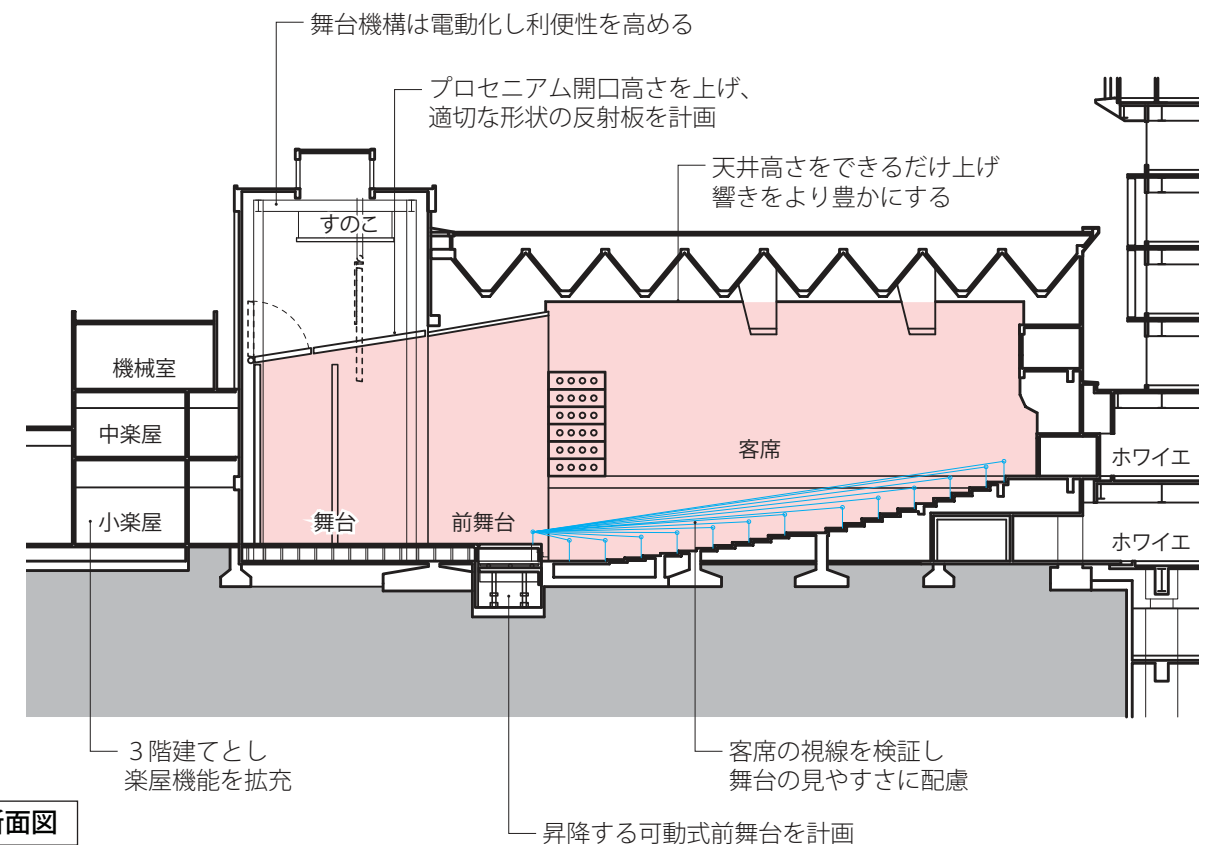 舞台機構は電動化し利便性を高める
プロセニアム開口高さを上げ、
適切な形状の反射板を計画
天井高さをできるだけ上げ
響きをより豊かにする
すのこ
機械室
中楽屋
客席
ホワイエ
小楽屋
舞台
前舞台
ホワイエ
３階建てとし
楽屋機能を拡充
客席の視線を検証し
舞台の見やすさに配慮
昇降する可動式前舞台を計画
断面図